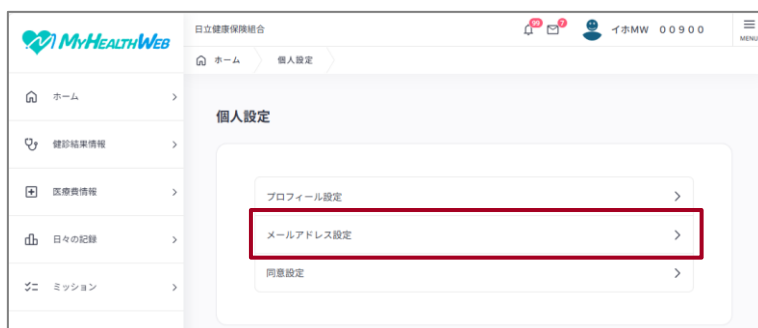 MYHEALTHWEB
日立健康保険組合
99
7
イホMW 00900
MENU
ホーム
個人設定
ホーム
健診結果情報
医療費情報
日々の記録
ミッション
個人設定
プロフィール設定
メールアドレス設定
同意設定